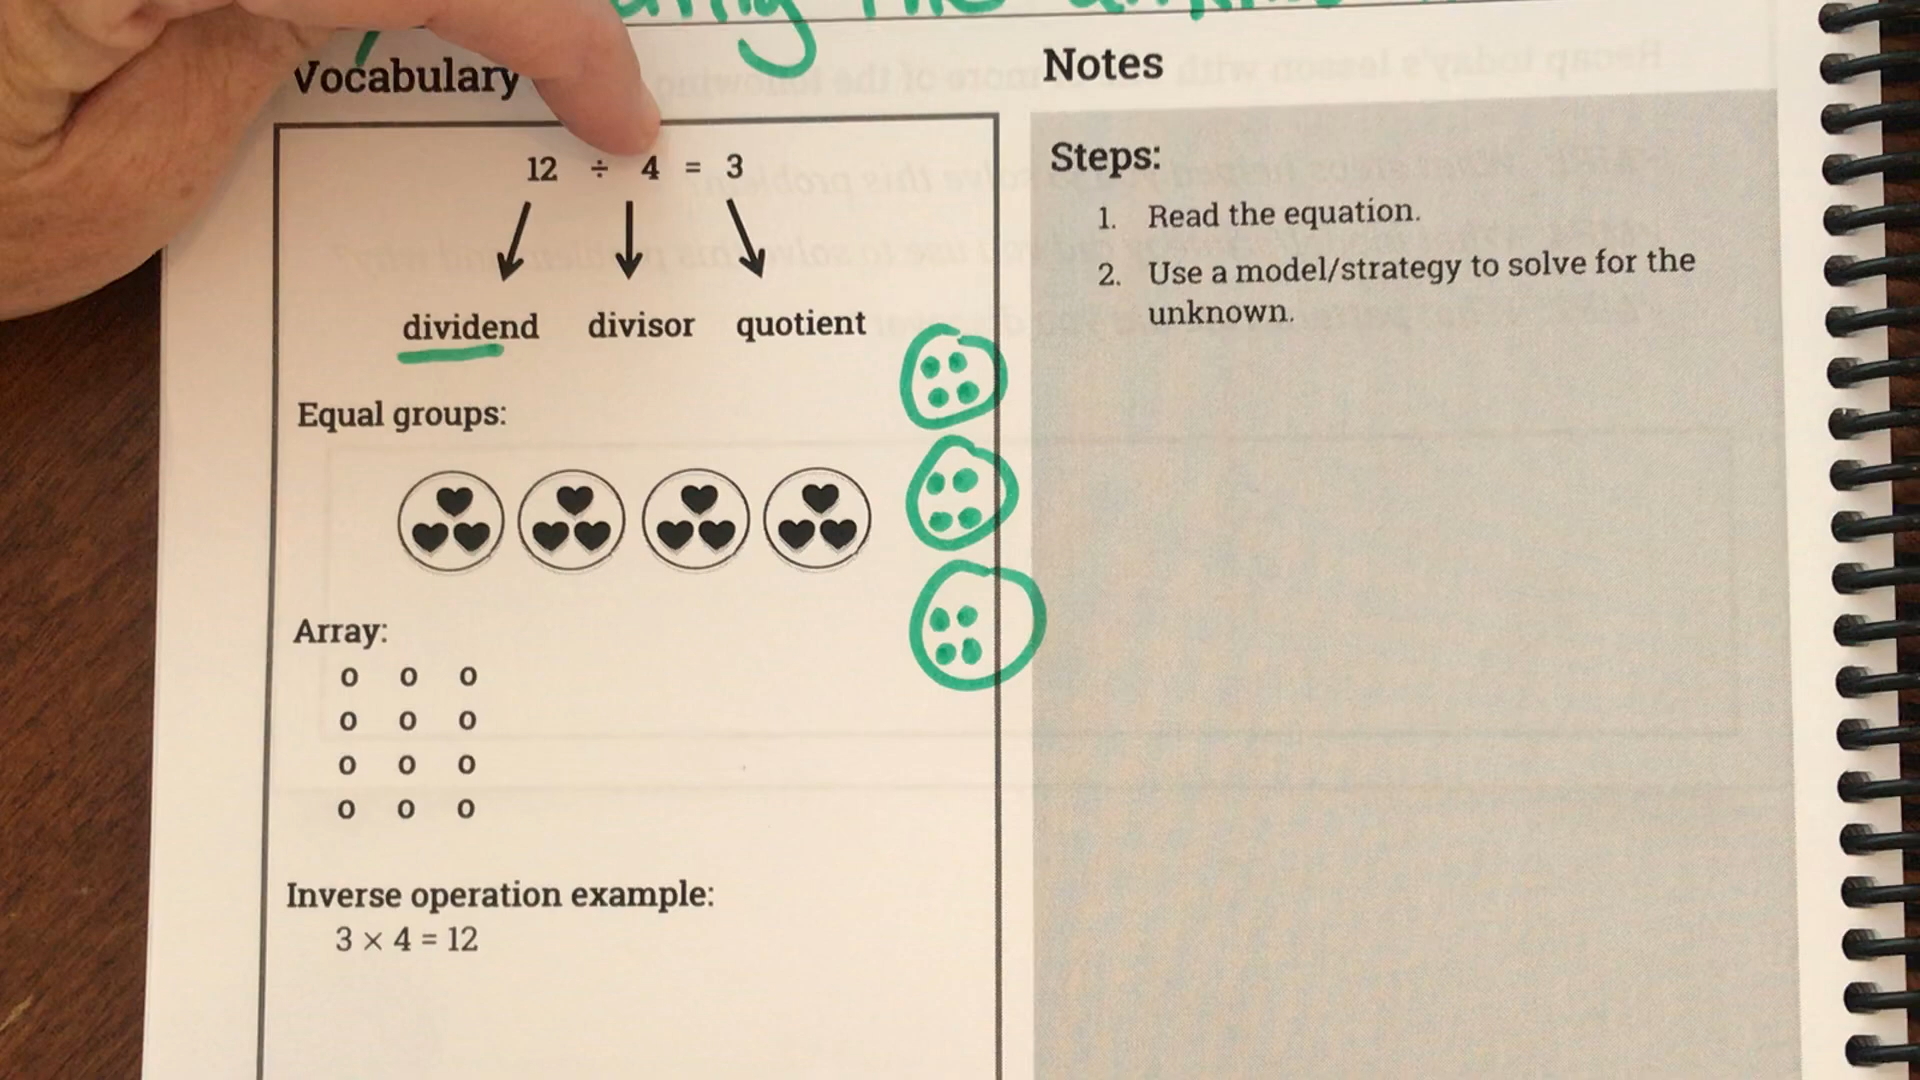 Vocabulary
12 ÷ 4 = 3
dividend divisor quotient
Equal groups:
Array:
o o o
o o o
o o o
o o o
Inverse operation example:
3 × 4 = 12
Notes
Steps:
1. Read the equation.
2. Use a model/strategy to solve for the
unknown.